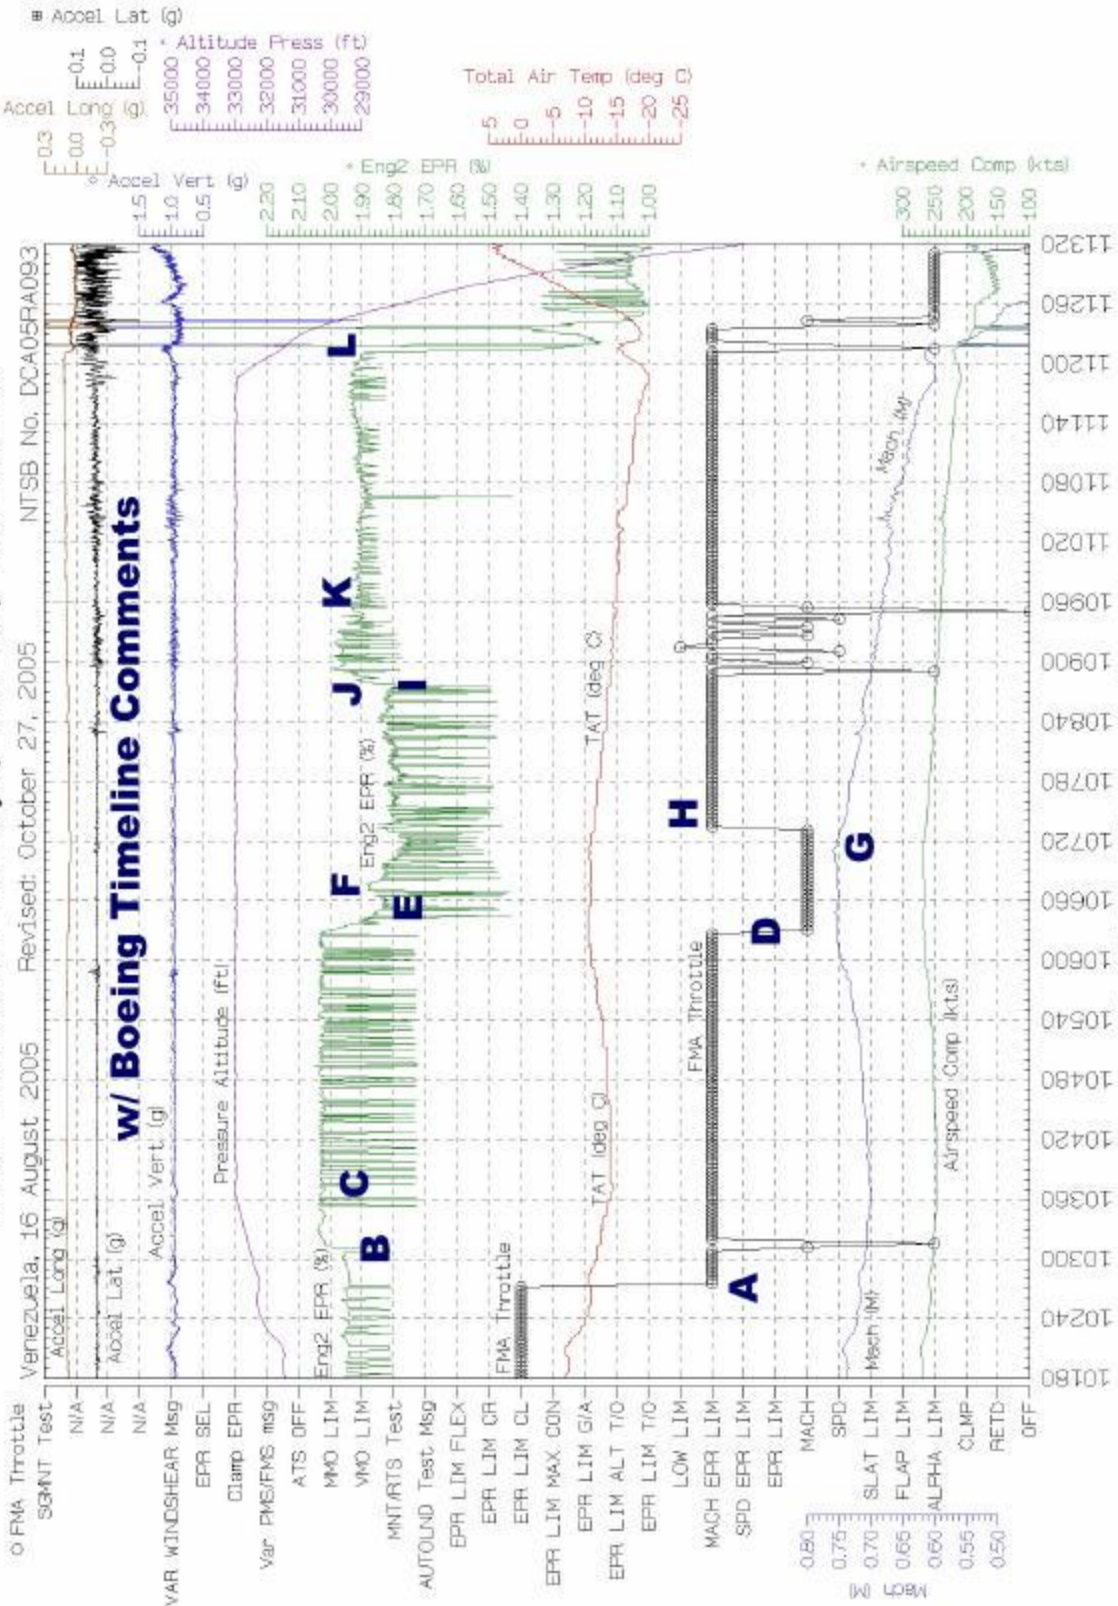 ⊞ Accel Lat (g)
0.1
0.0
-0.1
Accel Long (g)
0.3
0.0
-0.3
Altitude Press (ft)
35000
34000
33000
32000
31000
30000
29000
◇ Accel Vert (g)
1.5
1.0
0.5
Total Air Temp (deg C)
5
0
-5
-10
-15
-20
-25
Eng2 EPR (%)
2.20
2.10
2.00
1.90
1.80
1.70
1.60
1.50
1.40
1.30
1.20
1.10
1.00
Airspeed Comp (kts)
300
250
200
150
100
Venezuela, 16 August 2005
Revised: October 27, 2005
NTSB No. DCA05RA093
w/ Boeing Timeline Comments
Accel Long (g)
Accel Lat (g)
Accel Vert (g)
Pressure Altitude (ft)
Eng2 EPR (%)
Eng2 EPR (%)
TAT (deg C)
TAT (deg C)
FMA Throttle
FMA Throttle
Mach (M)
Mach (M)
Airspeed Comp (kts)
A
B
C
D
E
F
G
H
I
J
K
L
O FMA Throttle
SGMNT Test
N/A
N/A
N/A
VAR WINDSHEAR Msg
EPR SEL
Clamp EPR
Var PMS/FMS msg
ATS OFF
MMO LIM
VMO LIM
MNT/RTS Test
AUTOLND Test Msg
EPR LIM FLEX
EPR LIM CR
EPR LIM CL
EPR LIM MAX CON
EPR LIM G/A
EPR LIM ALT T/O
EPR LIM T/O
LOW LIM
MACH EPR LIM
SPD EPR LIM
EPR LIM
MACH
SPD
SLAT LIM
FLAP LIM
ALPHA LIM
CLMP
RETD
OFF
0.80
0.75
0.70
0.65
0.60
0.55
0.50
Mach (M)
10180
10240
10300
10360
10420
10480
10540
10600
10660
10720
10780
10840
10900
10960
11020
11080
11140
11200
11260
11320